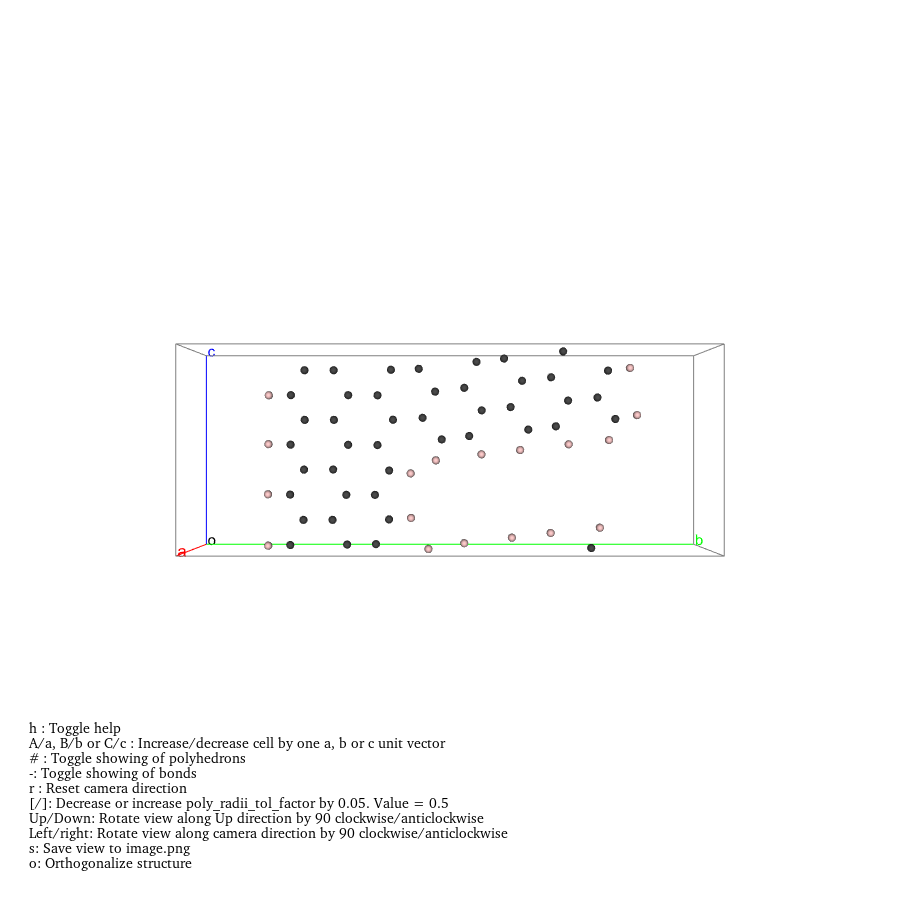 c
o
a
b
h : Toggle help
A/a, B/b or C/c : Increase/decrease cell by one a, b or c unit vector
# : Toggle showing of polyhedrons
-: Toggle showing of bonds
r : Reset camera direction
[/]: Decrease or increase poly_radii_tol_factor by 0.05. Value = 0.5
Up/Down: Rotate view along Up direction by 90 clockwise/anticlockwise
Left/right: Rotate view along camera direction by 90 clockwise/anticlockwise
s: Save view to image.png
o: Orthogonalize structure